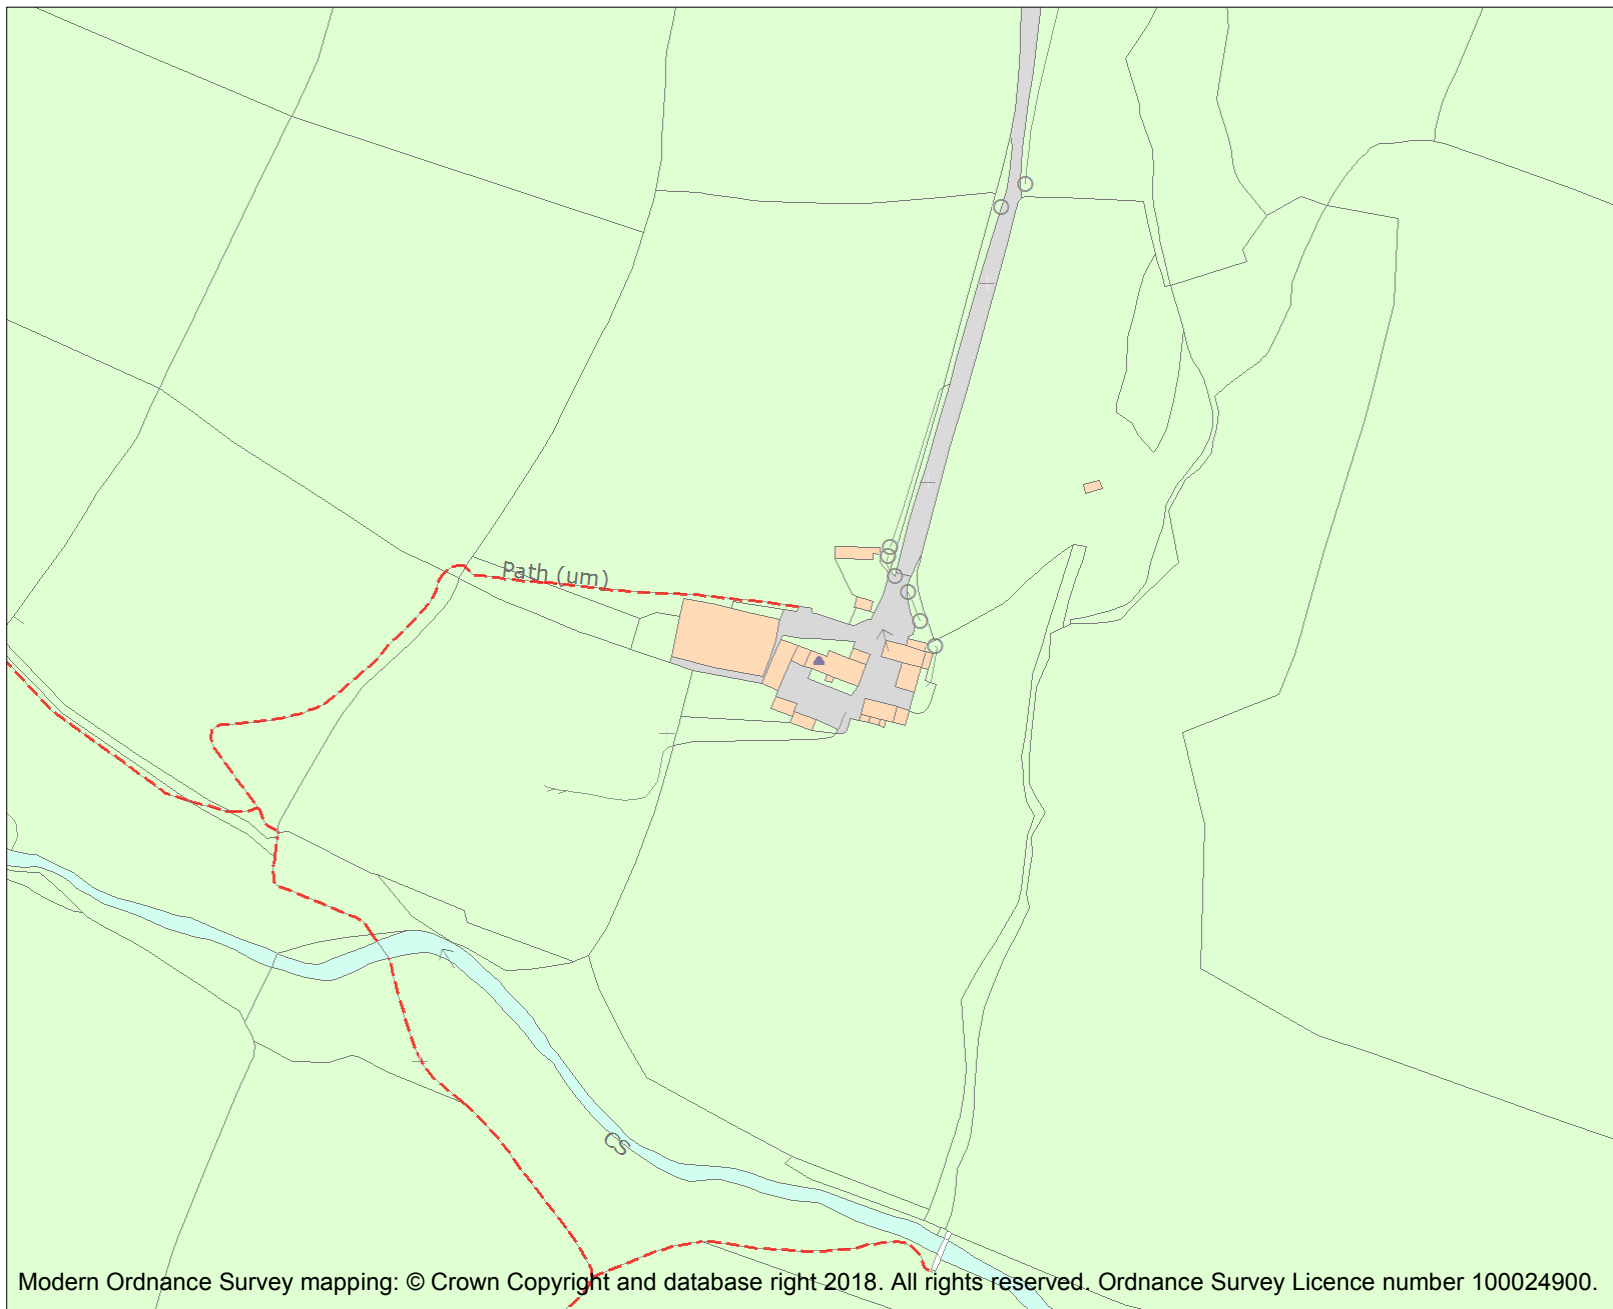 Path (um)
CS
Modern Ordnance Survey mapping: © Crown Copyright and database right 2018. All rights reserved. Ordnance Survey Licence number 100024900.